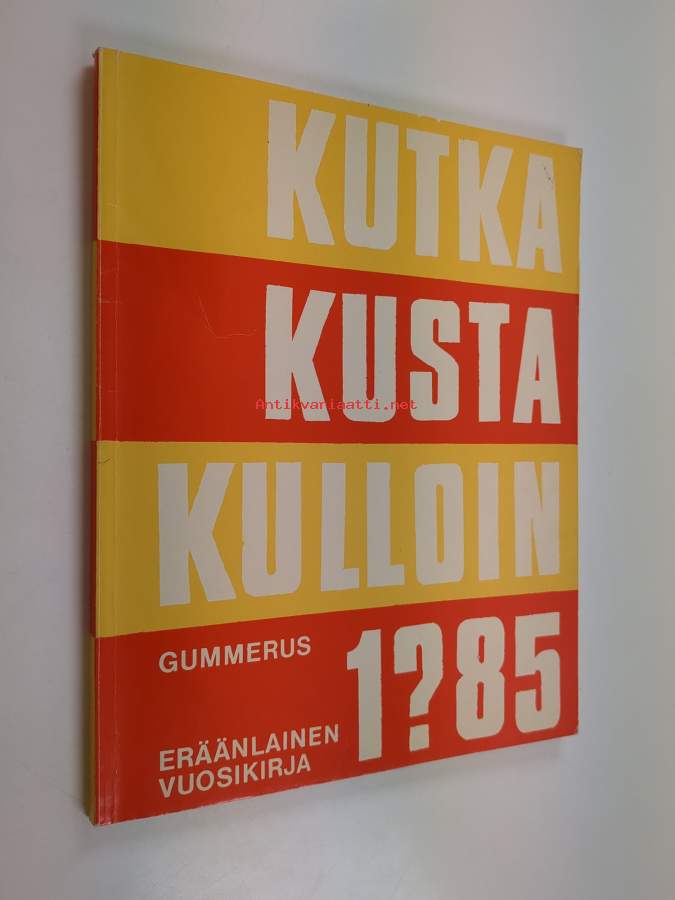 KUTKA
KUSTA
Antikvariaatti.net
KULLOIN
GUMMERUS
1?85
ERÄÄNLAINEN
VUOSIKIRJA